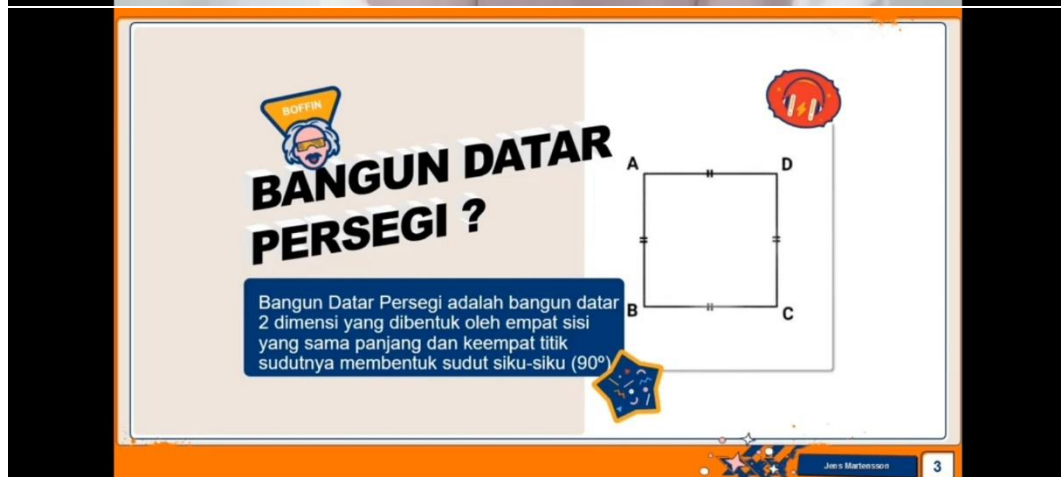 BOFFIN
BANGUN DATAR
PERSEGI ?
Bangun Datar Persegi adalah bangun datar
2 dimensi yang dibentuk oleh empat sisi
yang sama panjang dan keempat titik
sudutnya membentuk sudut siku-siku (90º)
A
D
B
C
Jens Martensson
3